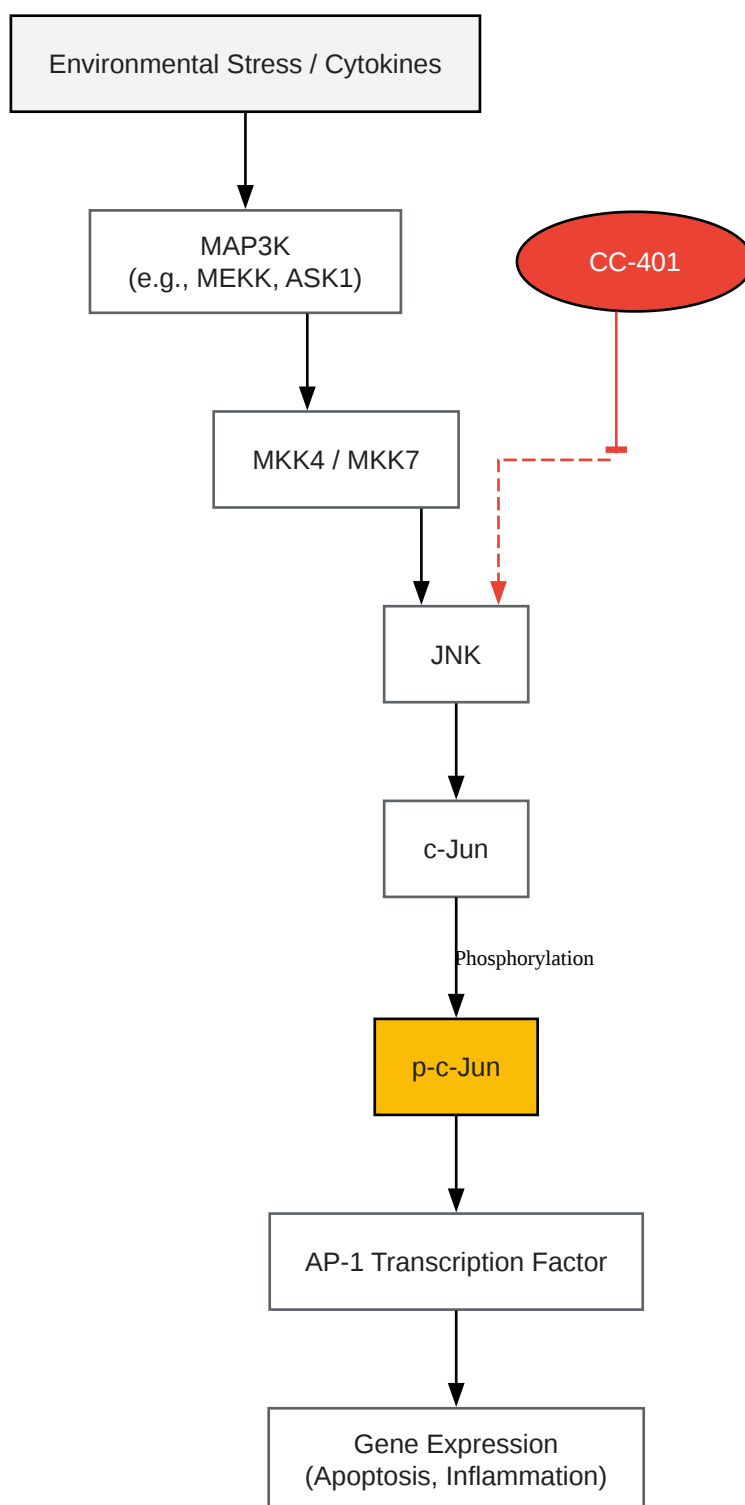 Environmental Stress / Cytokines
MAP3K
(e.g., MEKK, ASK1)
CC-401
MKK4 / MKK7
JNK
c-Jun
Phosphorylation
p-c-Jun
AP-1 Transcription Factor
Gene Expression
(Apoptosis, Inflammation)